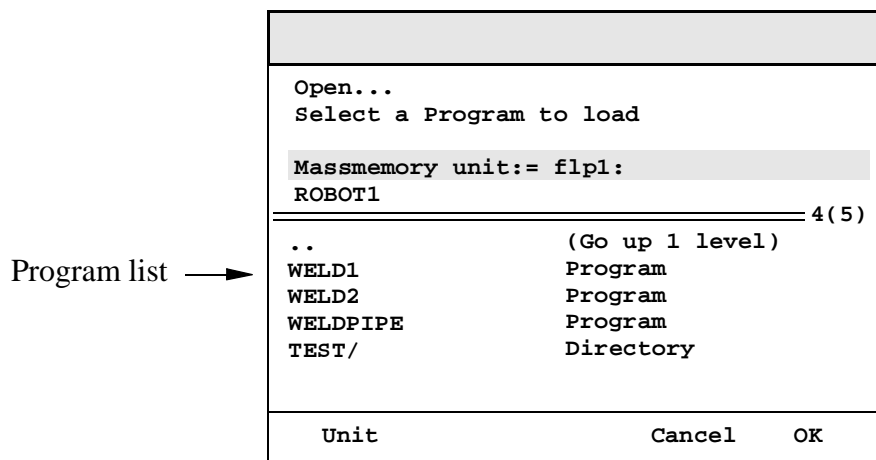 Open...
Select a Program to load
Massmemory unit:= flp1:
ROBOT1
4(5)
.. (Go up 1 level)
Program list WELD1 Program
WELD2 Program
WELDPIPE Program
TEST/ Directory
Unit Cancel OK